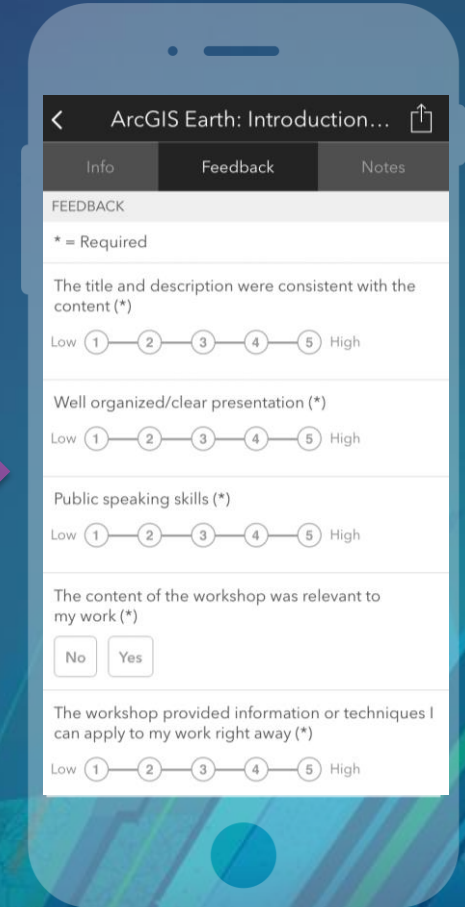 ArcGIS Earth: Introduction...
Info Feedback Notes
FEEDBACK
* = Required
The title and description were consistent with the
content (*)
Low 1 2 3 4 5 High
Well organized/clear presentation (*)
Low 1 2 3 4 5 High
Public speaking skills (*)
Low 1 2 3 4 5 High
The content of the workshop was relevant to
my work (*)
No Yes
The workshop provided information or techniques I
can apply to my work right away (*)
Low 1 2 3 4 5 High